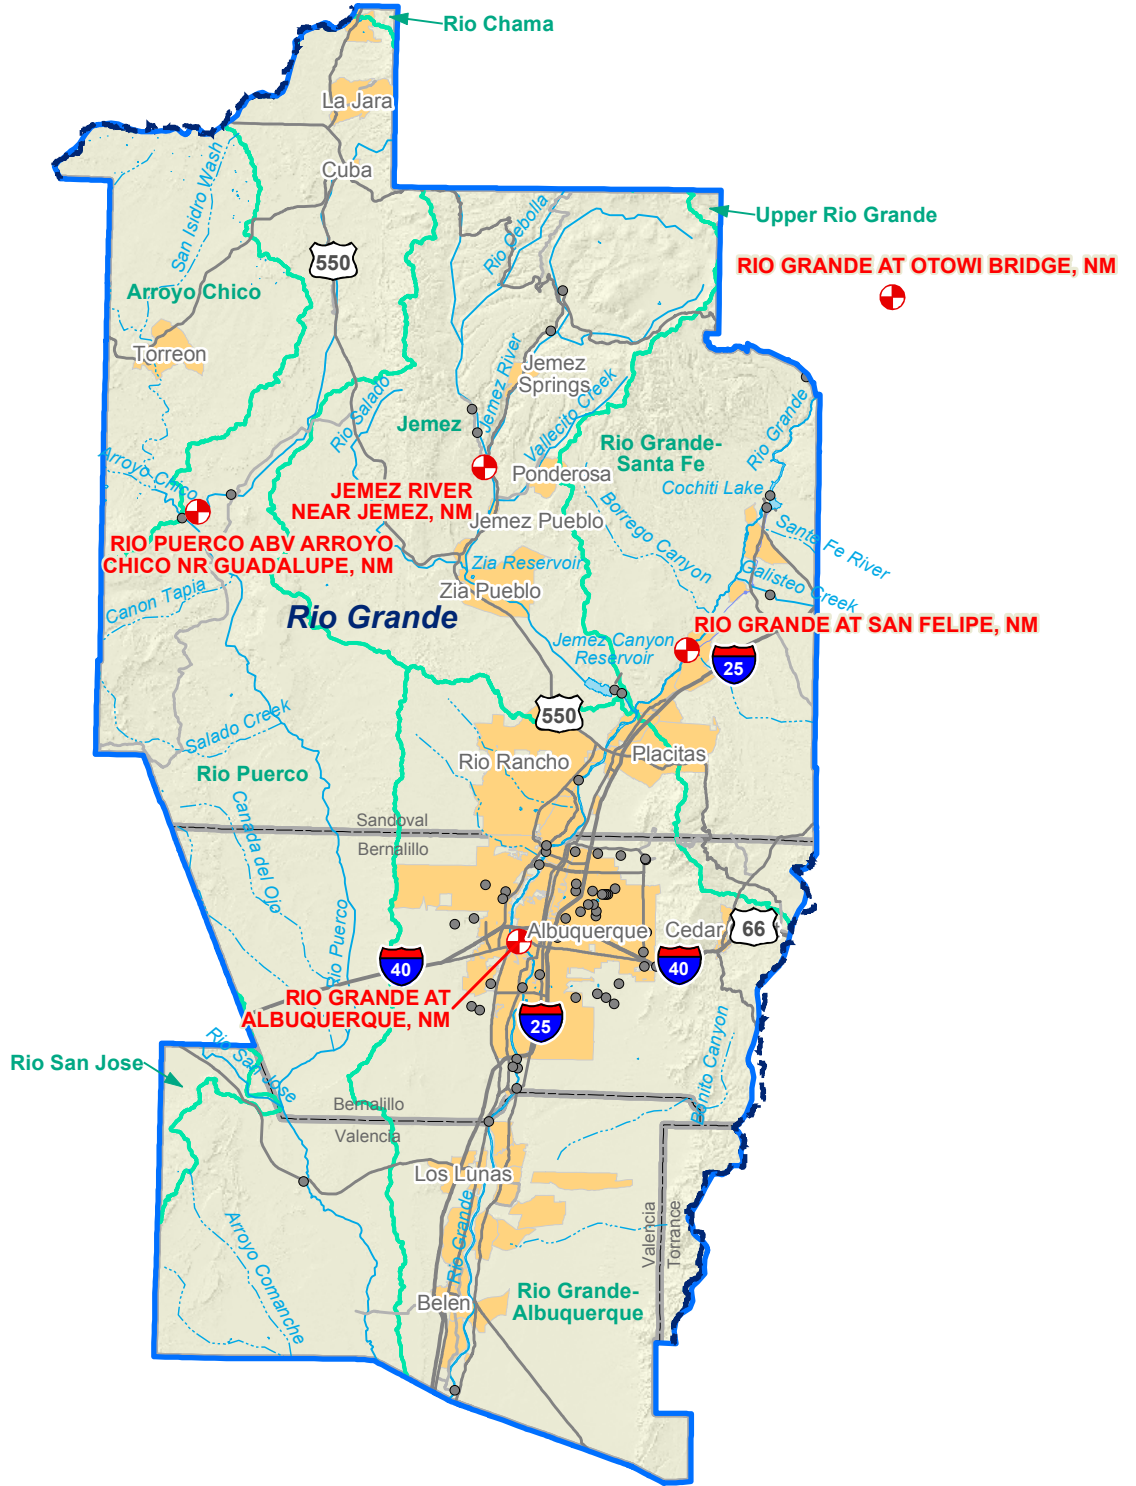 Rio Chama
La Jara
Cuba
San Isidro Wash
Rio Cebolla
Upper Rio Grande
550
RIO GRANDE AT OTOWI BRIDGE, NM
Arroyo Chico
Torreon
Jemez River
Jemez
Springs
Rio Salado
Vallecito Creek
Jemez
Rio Grande
Rio Grande-
Santa Fe
Arroyo Chico
Ponderosa
Cochiti Lake
JEMEZ RIVER
NEAR JEMEZ, NM
Borrego Canyon
Jemez Pueblo
Sante Fe River
RIO PUERCO ABV ARROYO
CHICO NR GUADALUPE, NM
Zia Reservoir
Galisteo Creek
Canon Tapia
Zia Pueblo
Rio Grande
RIO GRANDE AT SAN FELIPE, NM
Jemez Canyon
Reservoir
25
550
Salado Creek
Placitas
Rio Rancho
Rio Puerco
Canada del Ojo
Sandoval
Bernalillo
Rio Puerco
Albuquerque
Cedar
66
40
40
RIO GRANDE AT
ALBUQUERQUE, NM
25
Rio San Jose
Rio San Jose
Bonito Canyon
Bernalillo
Valencia
Los Lunas
Rio Grande
Valencia
Torrance
Arroyo Comanche
Belen
Rio Grande-
Albuquerque